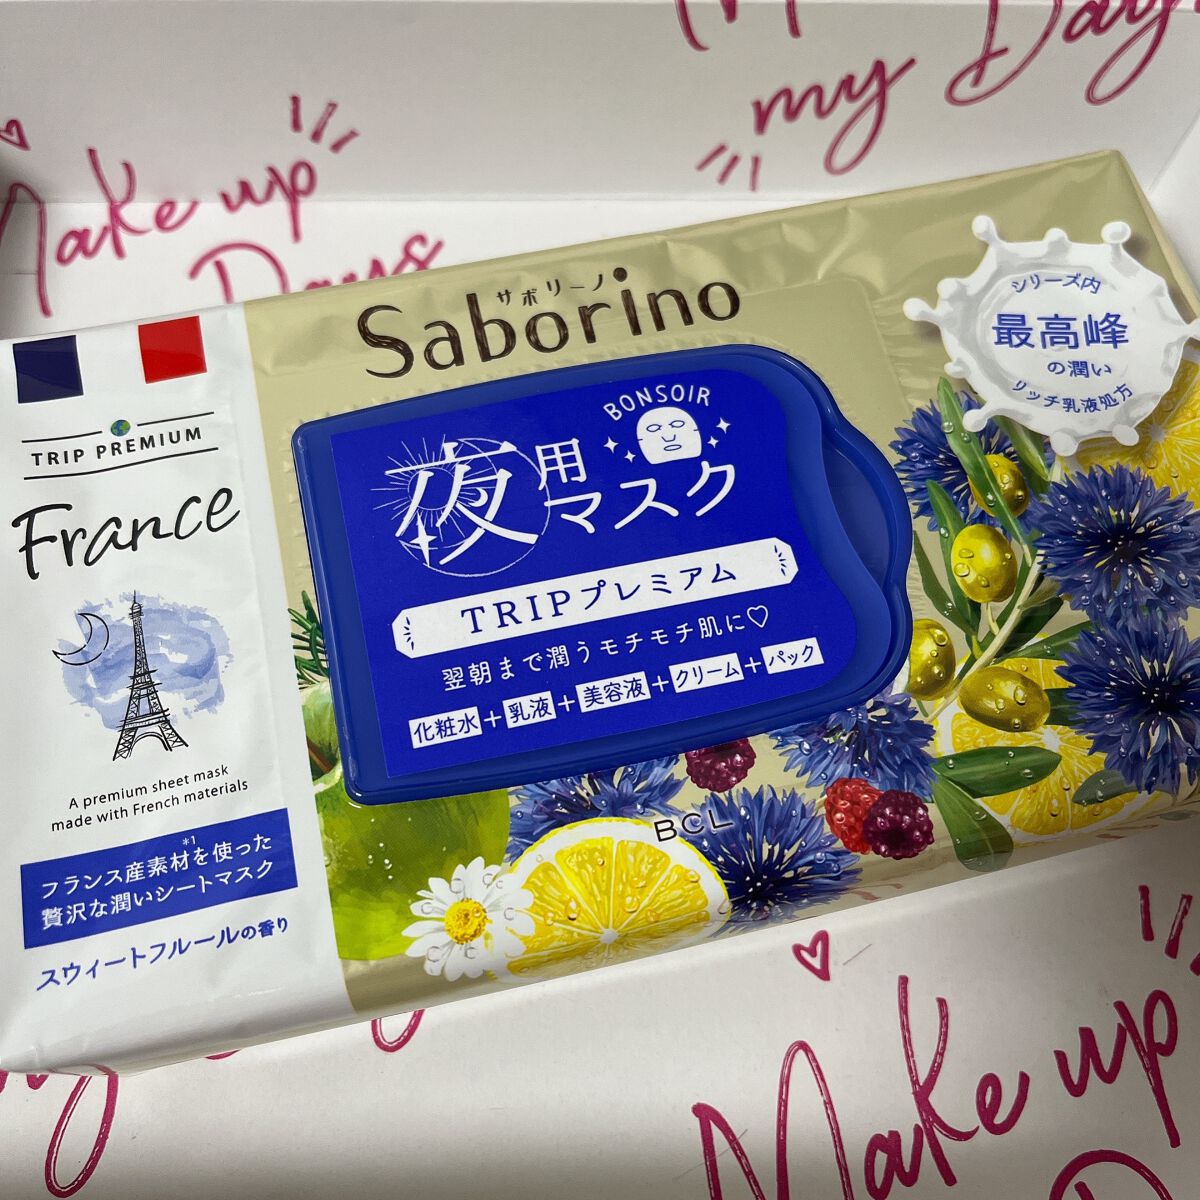 my Days
Make up
Days
サボリーノ
Saborino
シリーズ内
最高峰
の潤い
リッチ乳液処方
TRIP PREMIUM
France
A premium sheet mask
made with French materials
フランス産素材*1を使った
贅沢な潤いシートマスク
スウィートフルールの香り
BONSOIR
夜用マスク
TRIPプレミアム
翌朝まで潤うモチモチ肌に♡
化粧水+乳液+美容液+クリーム+パック
BCL
Make up